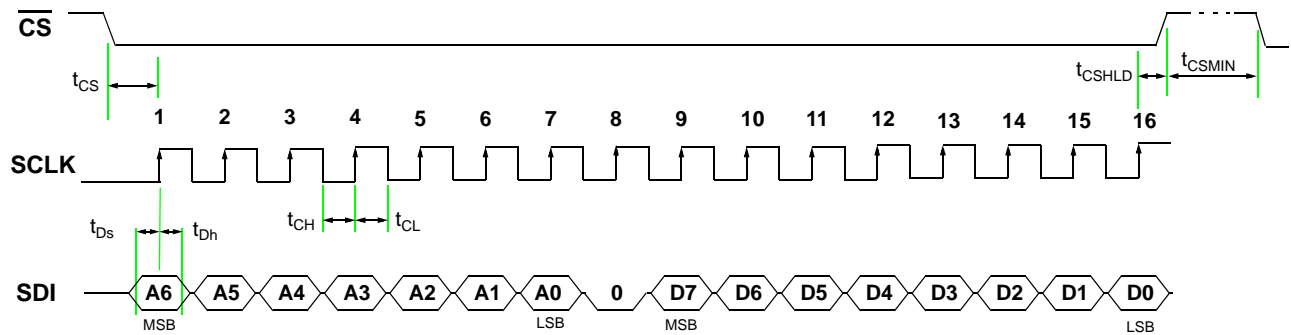 CS
tCS
tCSHLD
tCSMIN
1 2 3 4 5 6 7 8 9 10 11 12 13 14 15 16
SCLK
tDs
tDh
tCH
tCL
SDI
A6 A5 A4 A3 A2 A1 A0 0 D7 D6 D5 D4 D3 D2 D1 D0
MSB LSB MSB LSB